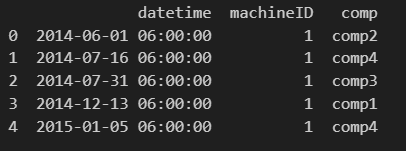 datetime machineID comp
0 2014-06-01 06:00:00 1 comp2
1 2014-07-16 06:00:00 1 comp4
2 2014-07-31 06:00:00 1 comp3
3 2014-12-13 06:00:00 1 comp1
4 2015-01-05 06:00:00 1 comp4